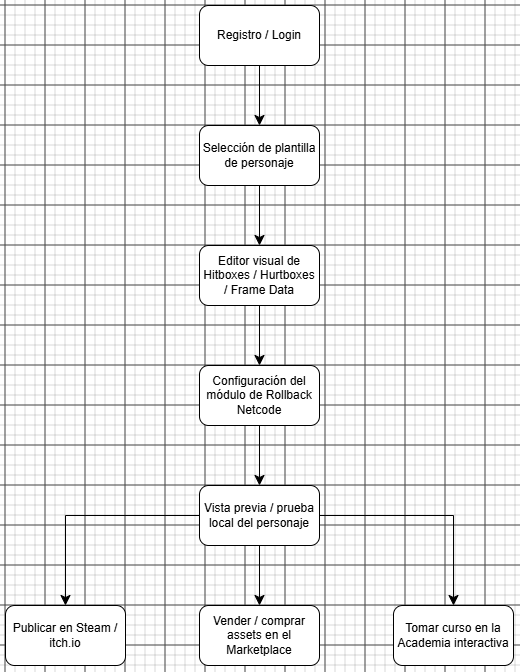 Registro / Login
Selección de plantilla
de personaje
Editor visual de
Hitboxes / Hurtboxes
/ Frame Data
Configuración del
módulo de Rollback
Netcode
Vista previa / prueba
local del personaje
Publicar en Steam /
itch.io
Vender / comprar
assets en el
Marketplace
Tomar curso en la
Academia interactiva